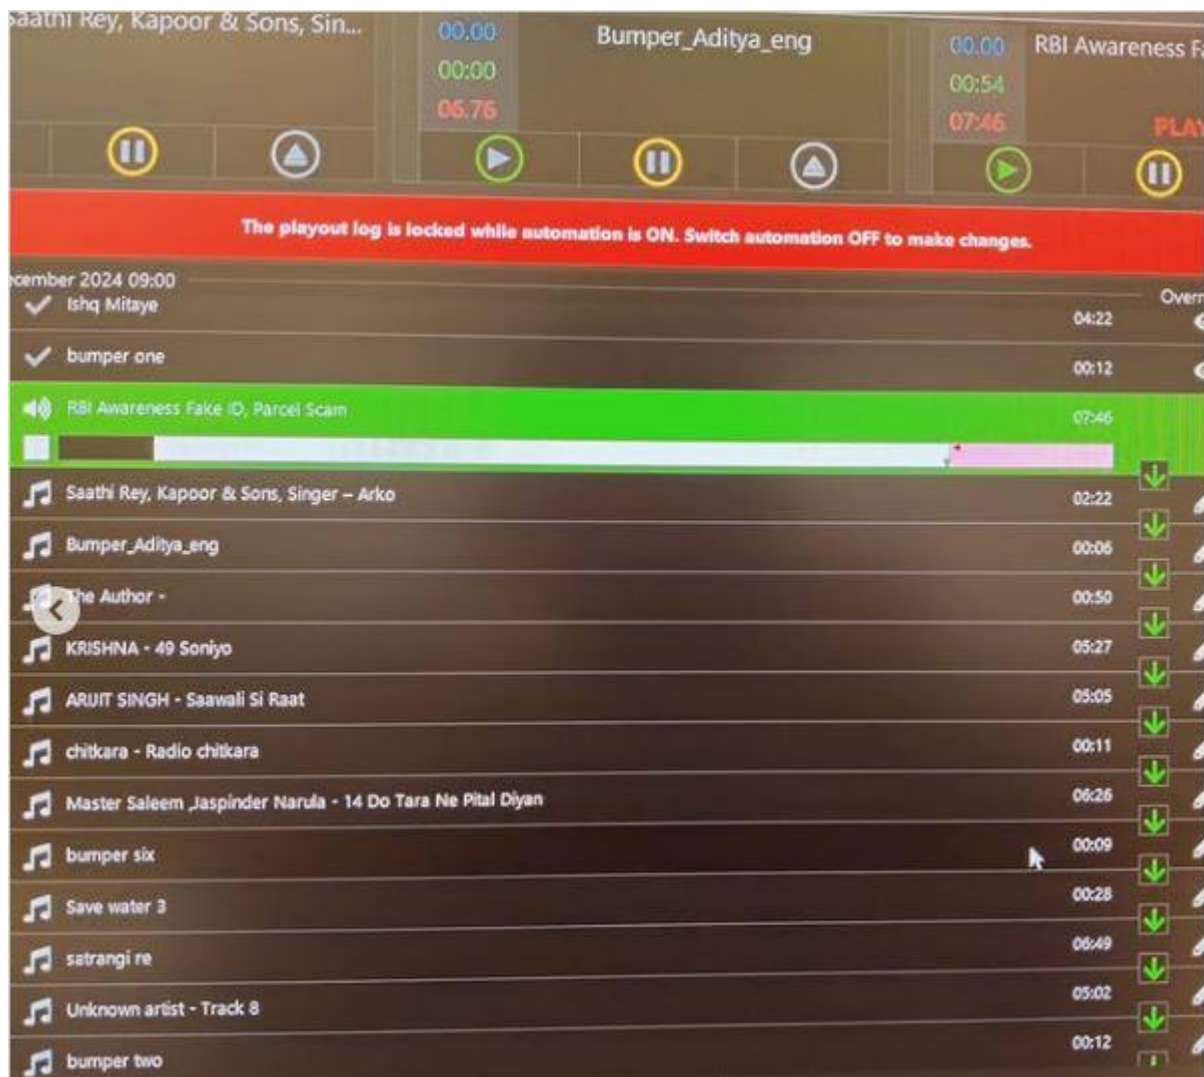 Saathi Rey, Kapoor & Sons, Sin...
00.00
00:00
06.76
Bumper_Aditya_eng
00.00
00:54
07:46
RBI Awareness
The playout log is locked while automation is ON. Switch automation OFF to make changes.
2024 09:00
Ishq Mitaye 04:22
bumper one 00:12
RBI Awareness Fake ID, Parcel Scam 07:46
Saathi Rey, Kapoor & Sons, Singer – Arko 02:22
Bumper_Aditya_eng 00:06
The Author - 00:50
KRISHNA - 49 Soniyo 05:27
ARIJIT SINGH - Saawali Si Raat 05:05
chitkara - Radio chitkara 00:11
Master Saleem ,Jaspinder Narula - 14 Do Tara Ne Pital Diyan 06:26
bumper six 00:09
Save water 3 00:28
satrangi re 06:49
Unknown artist - Track 8 05:02
bumper two 00:12